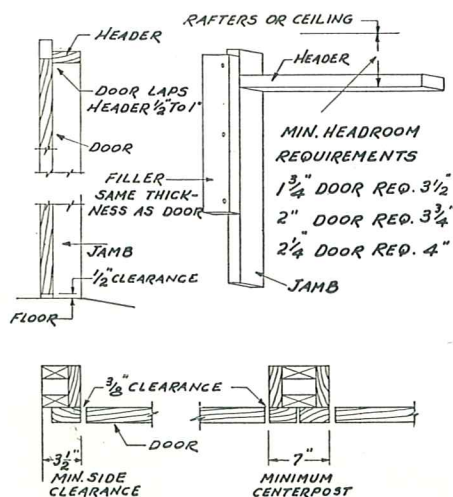 RAFTERS OR CEILING
HEADER
HEADER
DOOR LAPS
HEADER 1/2" TO 1"
DOOR
MIN. HEADROOM
REQUIREMENTS
1 3/4" DOOR REQ. 3 1/2"
2" DOOR REQ. 3 3/4"
2 1/4" DOOR REQ. 4"
FILLER
SAME THICK-
NESS AS DOOR
JAMB
1/2" CLEARANCE
FLOOR
JAMB
3/8" CLEARANCE
DOOR
3 1/2"
MIN. SIDE
CLEARANCE
7"
MINIMUM
CENTERPOST